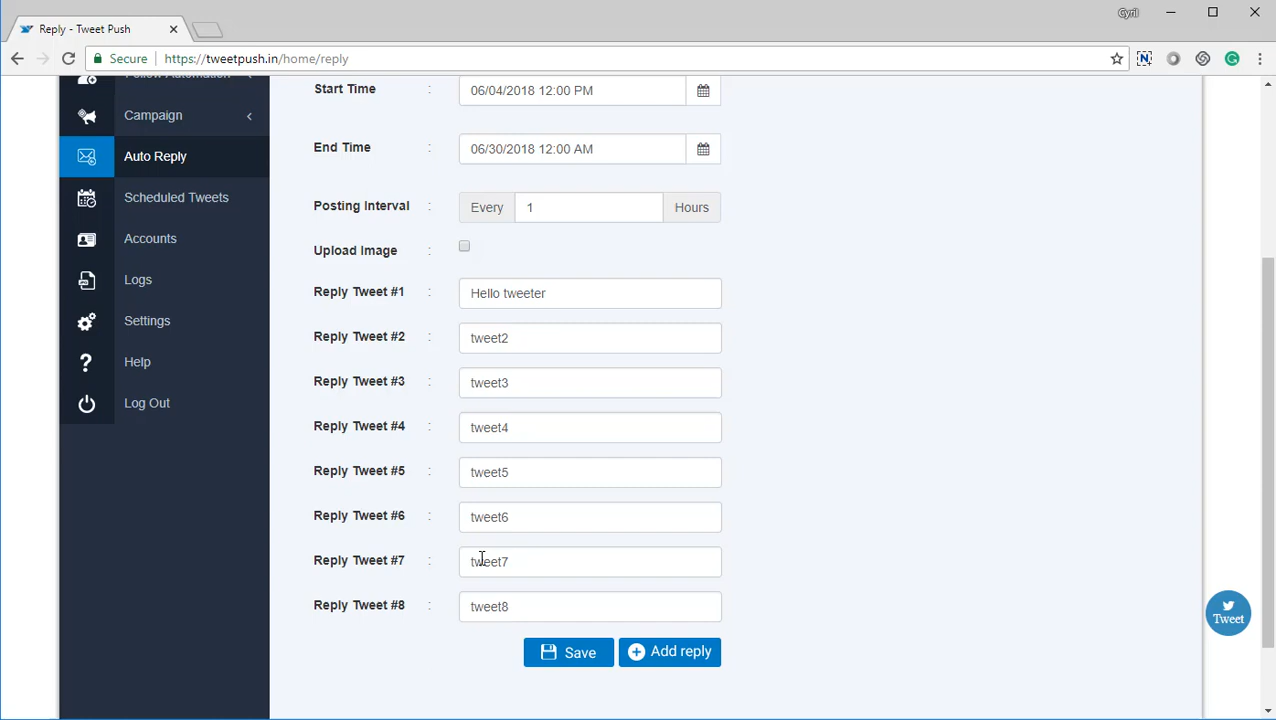 Cyril
Reply - Tweet Push
Secure
https://tweetpush.in/home/reply
Follow Automation
Campaign
Auto Reply
Scheduled Tweets
Accounts
Logs
Settings
Help
Log Out
Start Time : 06/04/2018 12:00 PM
End Time : 06/30/2018 12:00 AM
Posting Interval : Every 1 Hours
Upload Image :
Reply Tweet #1 : Hello tweeter
Reply Tweet #2 : tweet2
Reply Tweet #3 : tweet3
Reply Tweet #4 : tweet4
Reply Tweet #5 : tweet5
Reply Tweet #6 : tweet6
Reply Tweet #7 : tweet7
Reply Tweet #8 : tweet8
Save
Add reply
Tweet